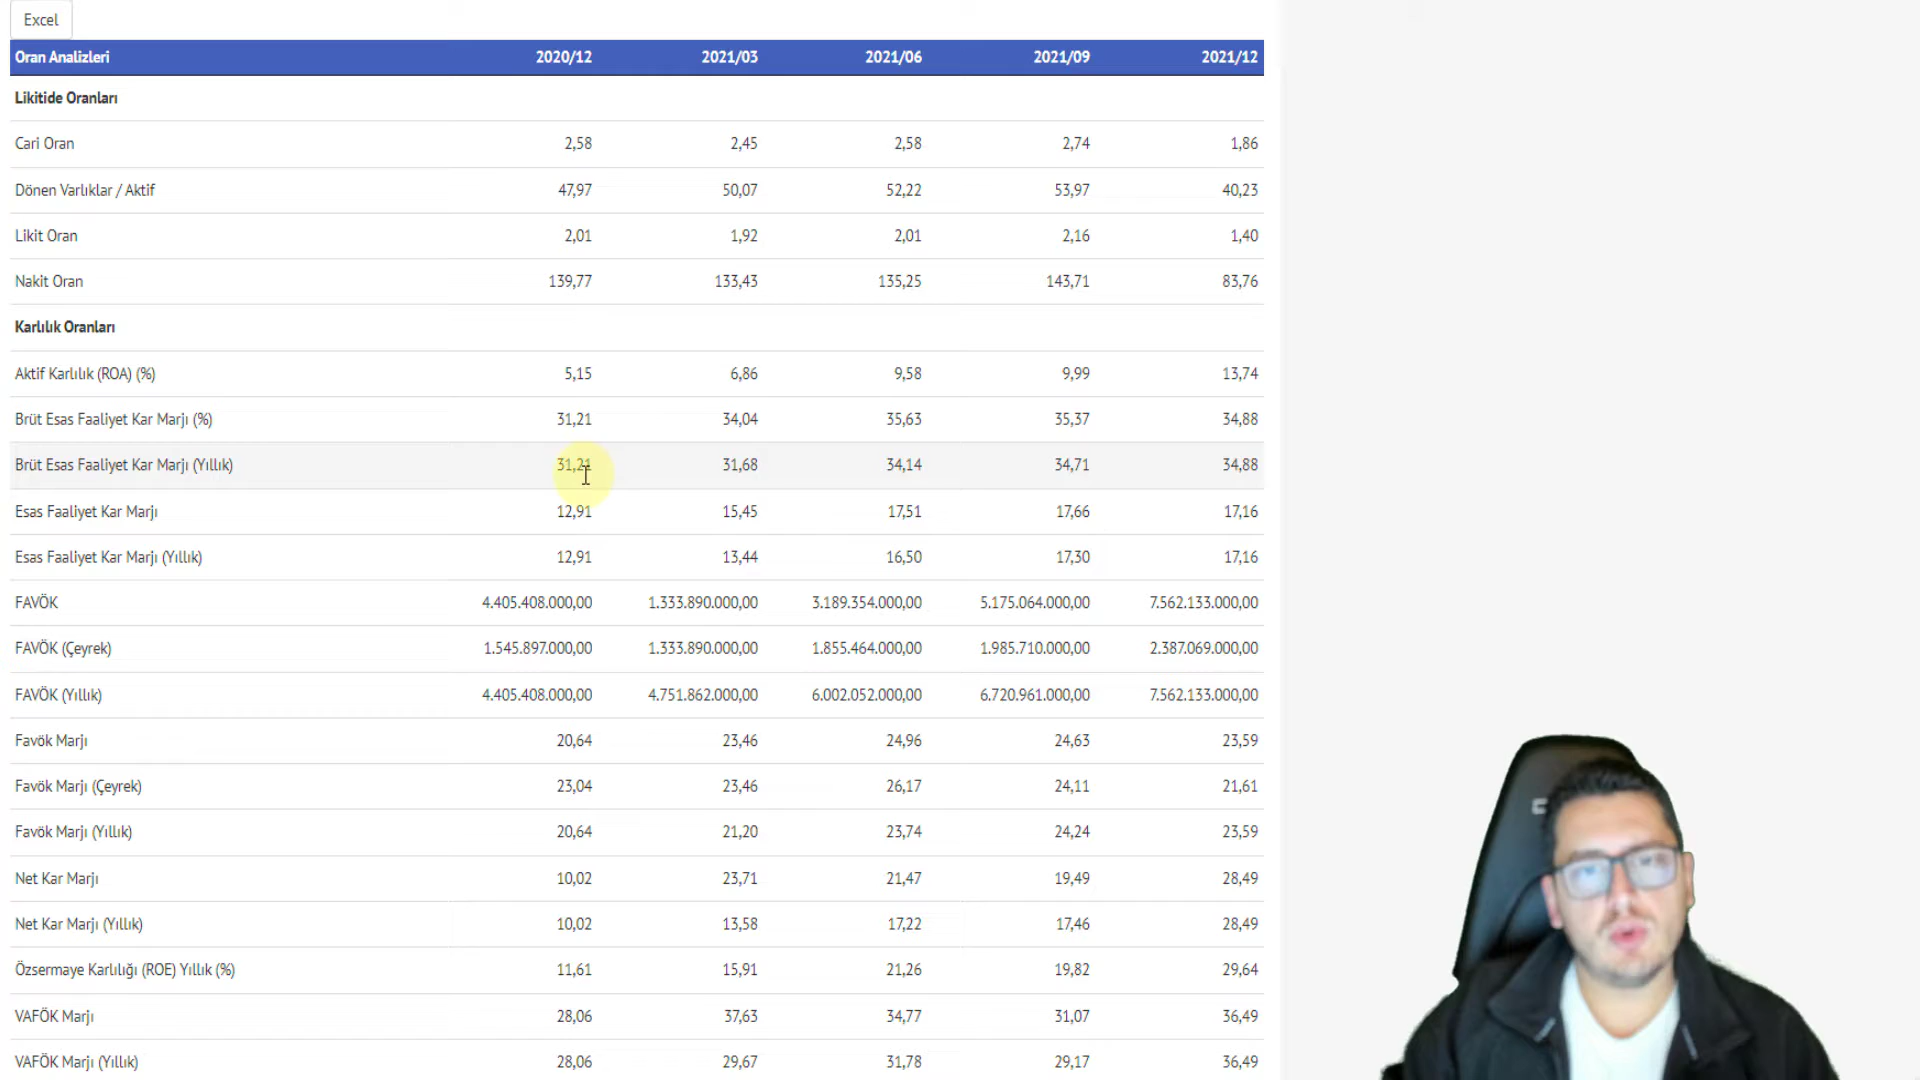 Excel
Oran Analizleri 2020/12 2021/03 2021/06 2021/09 2021/12
Likitide Oranları
Cari Oran 2,58 2,45 2,58 2,74 1,86
Dönen Varlıklar / Aktif 47,97 50,07 52,22 53,97 40,23
Likit Oran 2,01 1,92 2,01 2,16 1,40
Nakit Oran 139,77 133,43 135,25 143,71 83,76
Karlılık Oranları
Aktif Karlılık (ROA) (%) 5,15 6,86 9,58 9,99 13,74
Brüt Esas Faaliyet Kar Marjı (%) 31,21 34,04 35,63 35,37 34,88
Brüt Esas Faaliyet Kar Marjı (Yıllık) 31,21 31,68 34,14 34,71 34,88
Esas Faaliyet Kar Marjı 12,91 15,45 17,51 17,66 17,16
Esas Faaliyet Kar Marjı (Yıllık) 12,91 13,44 16,50 17,30 17,16
FAVÖK 4.405.408.000,00 1.333.890.000,00 3.189.354.000,00 5.175.064.000,00 7.562.133.000,00
FAVÖK (Çeyrek) 1.545.897.000,00 1.333.890.000,00 1.855.464.000,00 1.985.710.000,00 2.387.069.000,00
FAVÖK (Yıllık) 4.405.408.000,00 4.751.862.000,00 6.002.052.000,00 6.720.961.000,00 7.562.133.000,00
Favök Marjı 20,64 23,46 24,96 24,63 23,59
Favök Marjı (Çeyrek) 23,04 23,46 26,17 24,11 21,61
Favök Marjı (Yıllık) 20,64 21,20 23,74 24,24 23,59
Net Kar Marjı 10,02 23,71 21,47 19,49 28,49
Net Kar Marjı (Yıllık) 10,02 13,58 17,22 17,46 28,49
Özsermaye Karlılığı (ROE) Yıllık (%) 11,61 15,91 21,26 19,82 29,64
VAFÖK Marjı 28,06 37,63 34,77 31,07 36,49
VAFÖK Marjı (Yıllık) 28,06 29,67 31,78 29,17 36,49